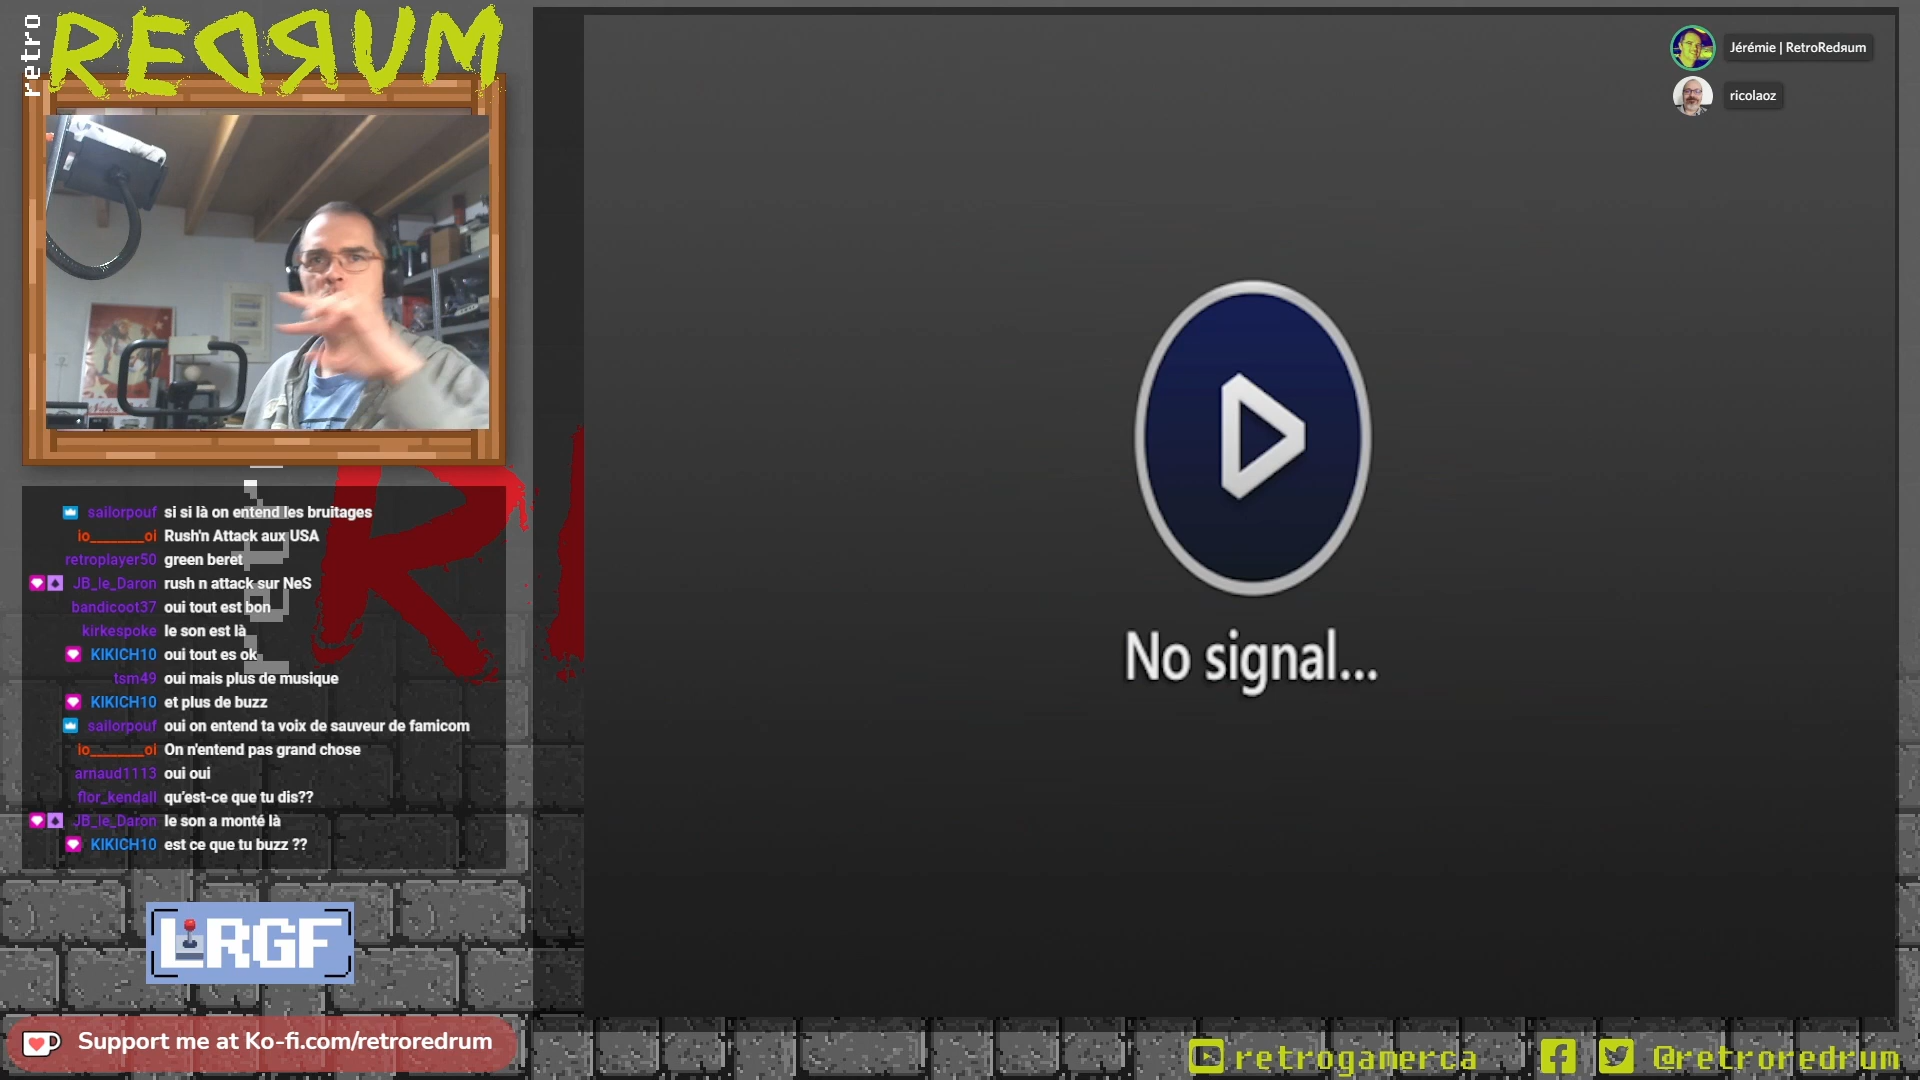 retro
REDRUM
Jérémie | RetroRedrum
ricolaoz
sailorpouf si si là on entend les bruitages
io________oi Rush'n Attack aux USA
retroplayer50 green beret
JB_le_Daron rush n attack sur NeS
bandicoot37 oui tout est bon
kirkespoke le son est là
KIKICH10 oui tout es ok
tsm49 oui mais plus de musique
KIKICH10 et plus de buzz
sailorpouf oui on entend ta voix de sauveur de famicom
io________oi On n'entend pas grand chose
arnaud1113 oui oui
flor_kendall qu'est-ce que tu dis??
JB_le_Daron le son a monté là
KIKICH10 est ce que tu buzz ??
No signal...
LRGF
Support me at Ko-fi.com/retroredrum
retrogamerca
@retroredrum